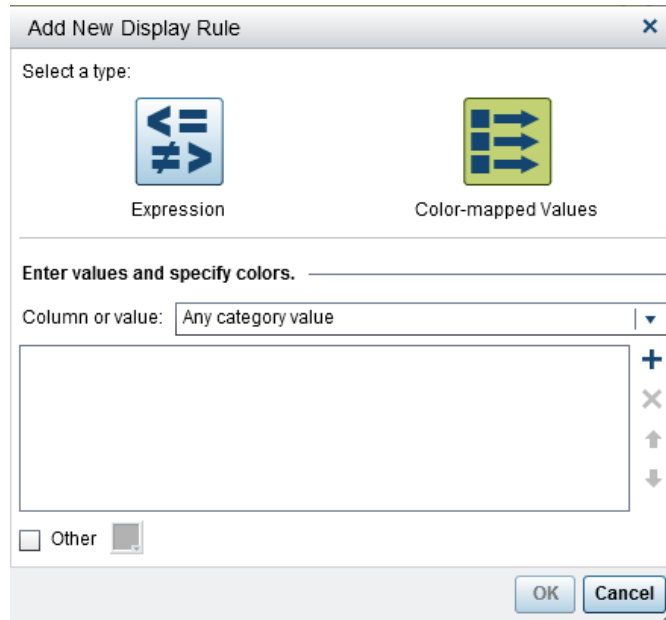 Add New Display Rule
Select a type:
Expression
Color-mapped Values
Enter values and specify colors.
Column or value: Any category value
Other
OK Cancel